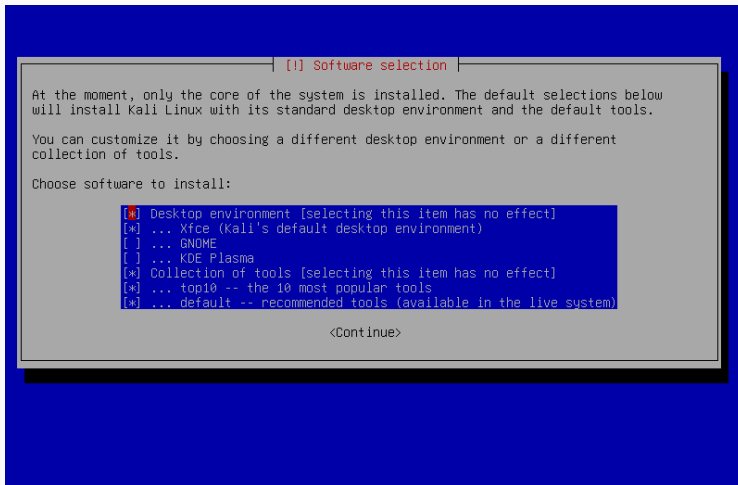 [!] Software selection
At the moment, only the core of the system is installed. The default selections below
will install Kali Linux with its standard desktop environment and the default tools.
You can customize it by choosing a different desktop environment or a different
collection of tools.
Choose software to install:
[*] Desktop environment [selecting this item has no effect]
[*] ... Xfce (Kali's default desktop environment)
[ ] ... GNOME
[ ] ... KDE Plasma
[*] Collection of tools [selecting this item has no effect]
[*] ... top10 -- the 10 most popular tools
[*] ... default -- recommended tools (available in the live system)
<Continue>